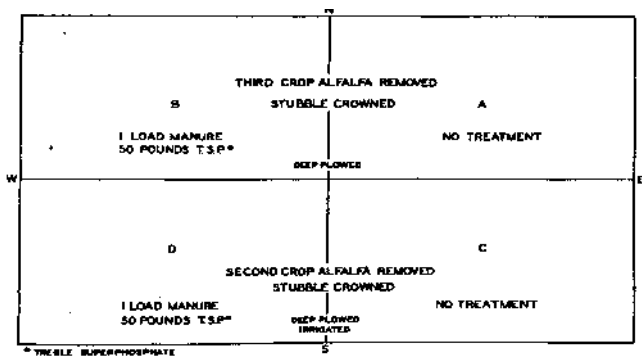 N
THIRD CROP ALFALFA REMOVED
B STUBBLE CROWNED A
1 LOAD MANURE NO TREATMENT
50 POUNDS T.S.P.*
DEEP PLOWED
W E
S
D C
SECOND CROP ALFALFA REMOVED
STUBBLE CROWNED
1 LOAD MANURE NO TREATMENT
50 POUNDS T.S.P.*
DEEP PLOWED
IRRIGATED
* TREBLE SUPERPHOSPHATE
S